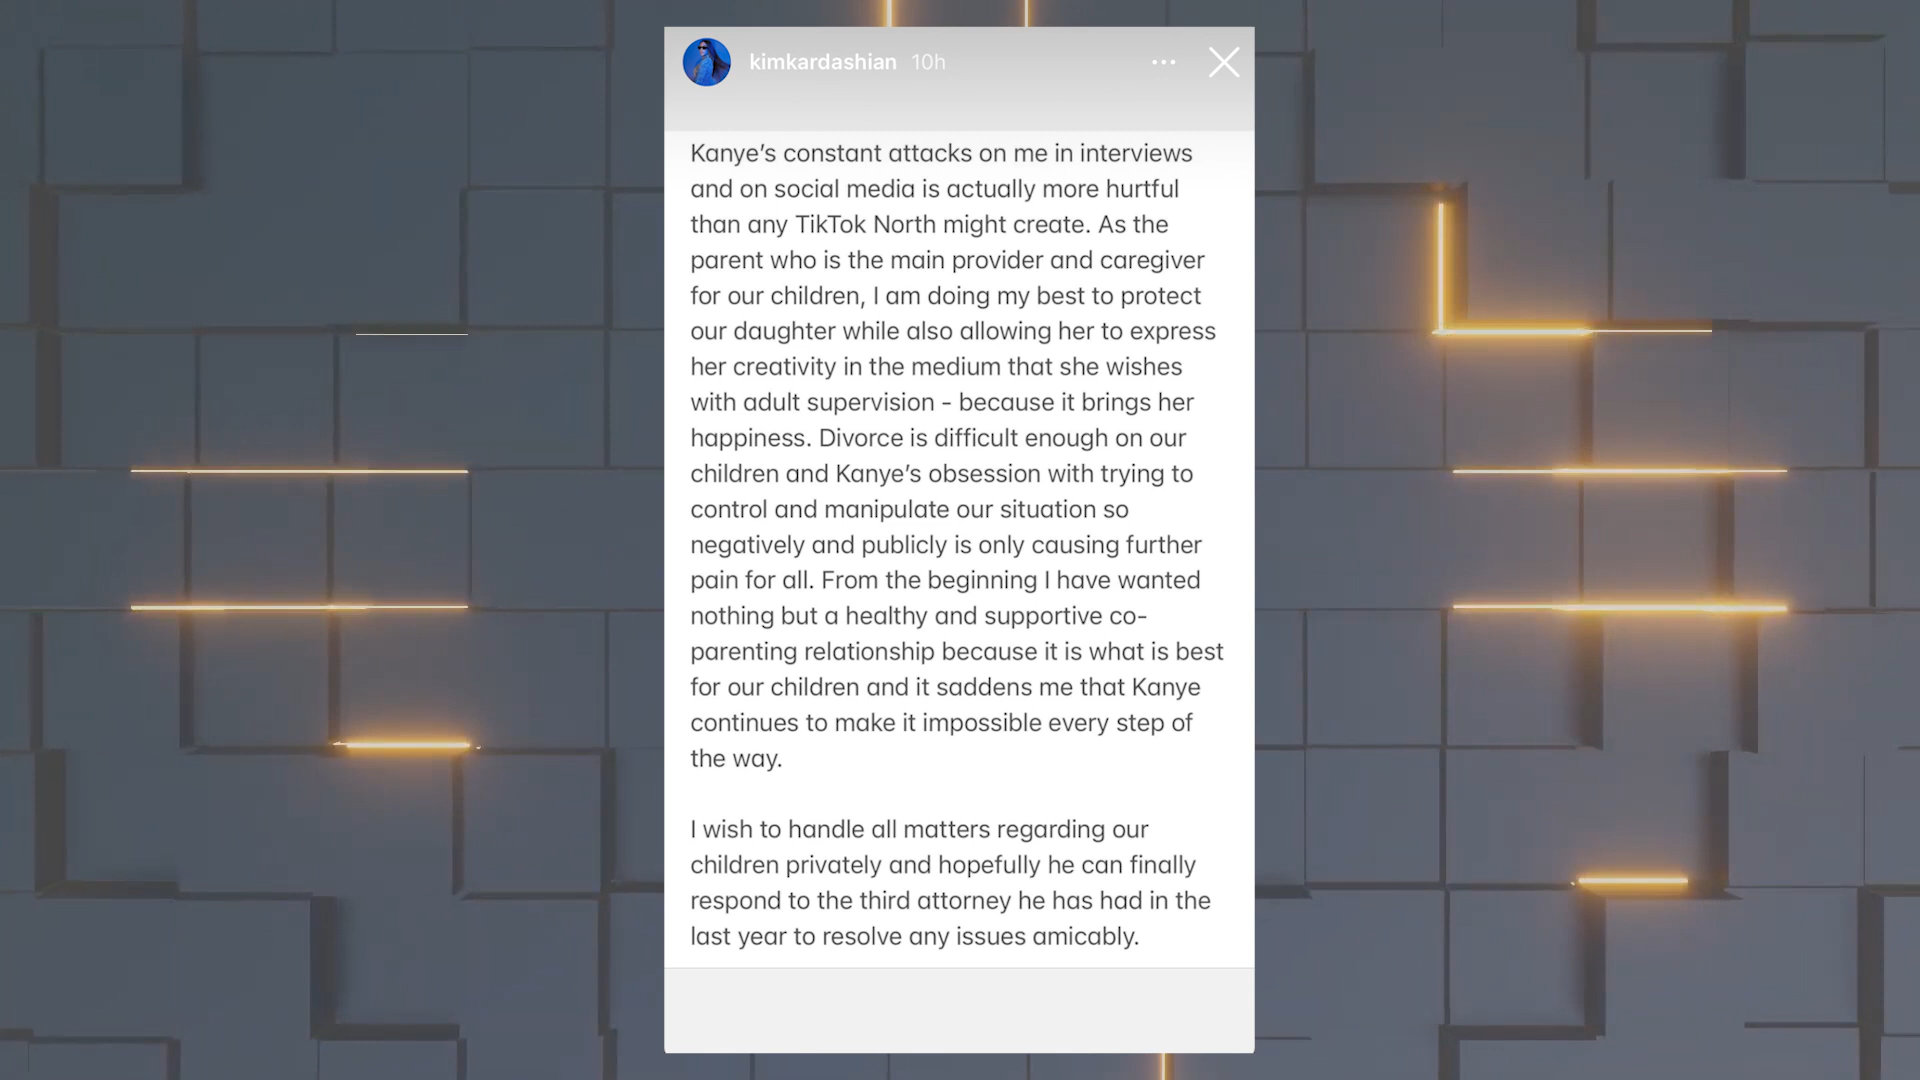 kimkardashian 10h
Kanye’s constant attacks on me in interviews
and on social media is actually more hurtful
than any TikTok North might create. As the
parent who is the main provider and caregiver
for our children, I am doing my best to protect
our daughter while also allowing her to express
her creativity in the medium that she wishes
with adult supervision - because it brings her
happiness. Divorce is difficult enough on our
children and Kanye’s obsession with trying to
control and manipulate our situation so
negatively and publicly is only causing further
pain for all. From the beginning I have wanted
nothing but a healthy and supportive co-
parenting relationship because it is what is best
for our children and it saddens me that Kanye
continues to make it impossible every step of
the way.
I wish to handle all matters regarding our
children privately and hopefully he can finally
respond to the third attorney he has had in the
last year to resolve any issues amicably.